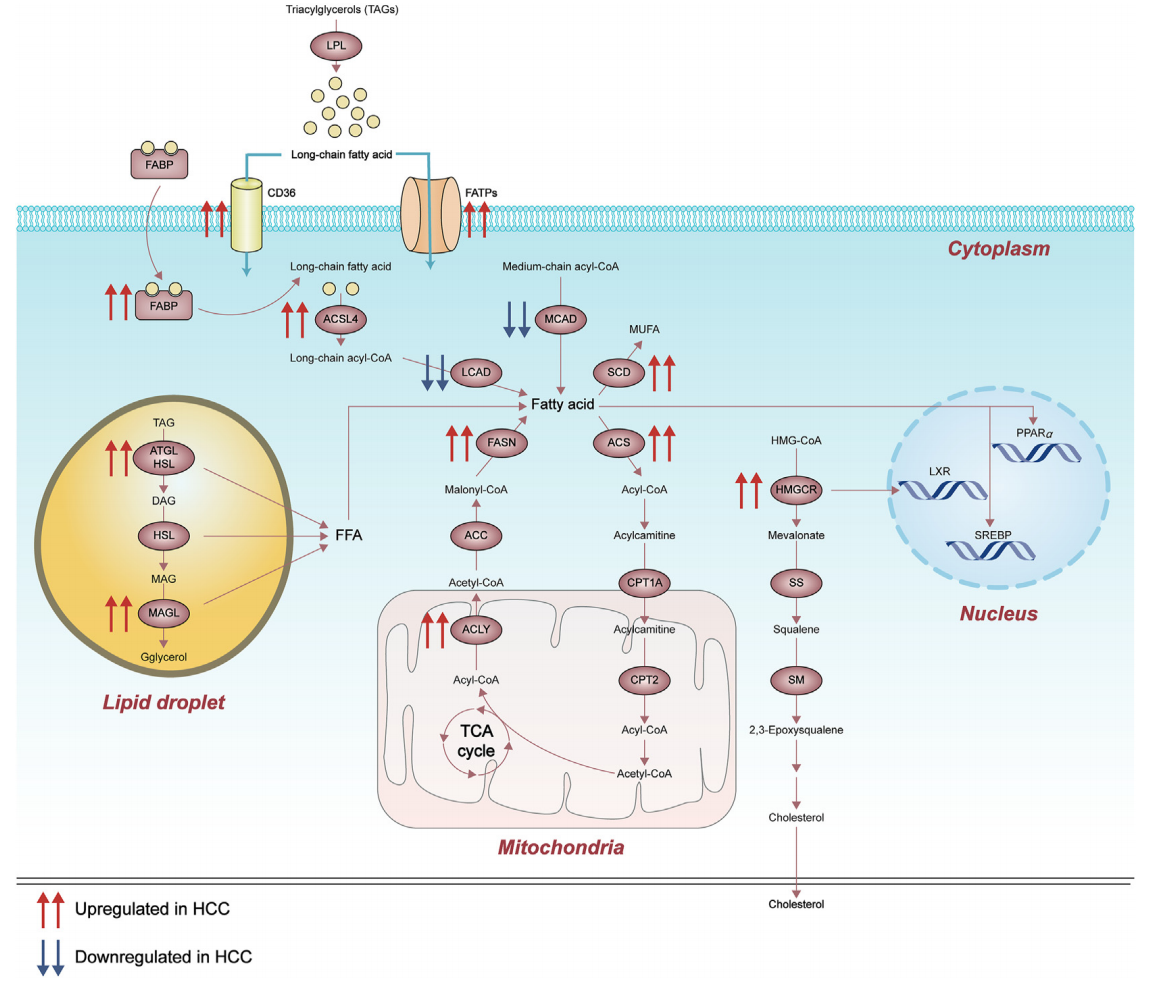 Triacylglycerols (TAGs)
LPL
Long-chain fatty acid
FABP
CD36
FATPs
Cytoplasm
FABP
Long-chain fatty acid
ACSL4
Long-chain acyl-CoA
Medium-chain acyl-CoA
MCAD
LCAD
MUFA
SCD
Fatty acid
FASN
ACS
Malonyl-CoA
Acyl-CoA
ACC
Acylcamitine
Acetyl-CoA
CPT1A
ACLY
Acylcamitine
Acyl-CoA
CPT2
TCA
cycle
Acyl-CoA
Acetyl-CoA
Mitochondria
TAG
ATGL
HSL
DAG
HSL
MAG
MAGL
Gglycerol
Lipid droplet
FFA
HMG-CoA
HMGCR
Mevalonate
SS
Squalene
SM
2,3-Epoxysqualene
Cholesterol
Cholesterol
PPARα
LXR
SREBP
Nucleus
Upregulated in HCC
Downregulated in HCC